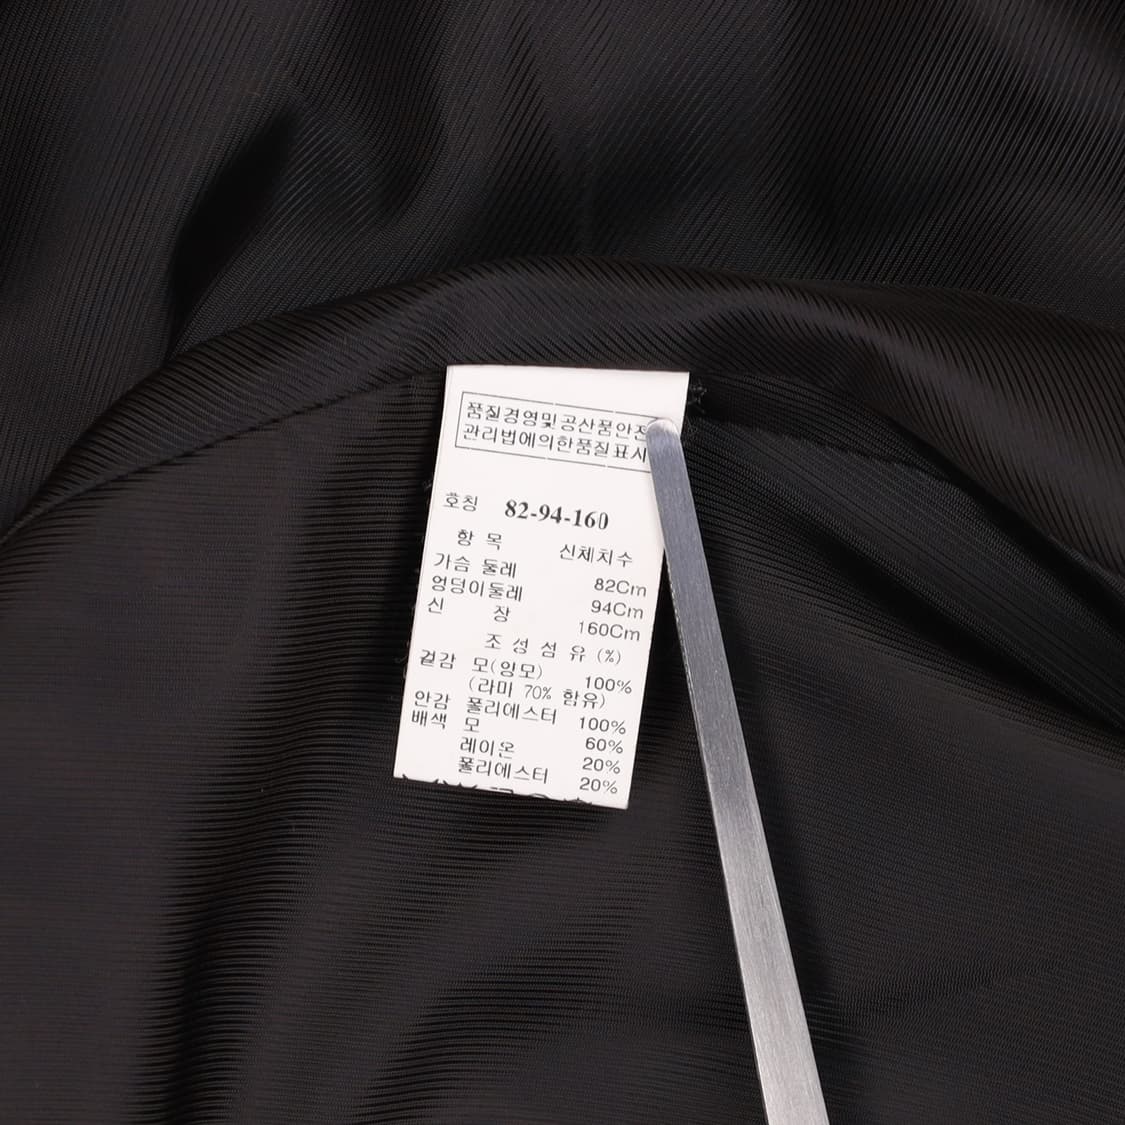 품질경영및공산품안전
관리법에의한품질표시
호칭 82-94-160
항 목 신체치수
가슴 둘레 82Cm
엉덩이둘레 94Cm
신 장 160Cm
조 성 섬 유 (%)
겉감 모(잉모) 100%
(라마 70% 함유)
안감 폴리에스터 100%
배색 모 60%
레이온 20%
폴리에스터 20%